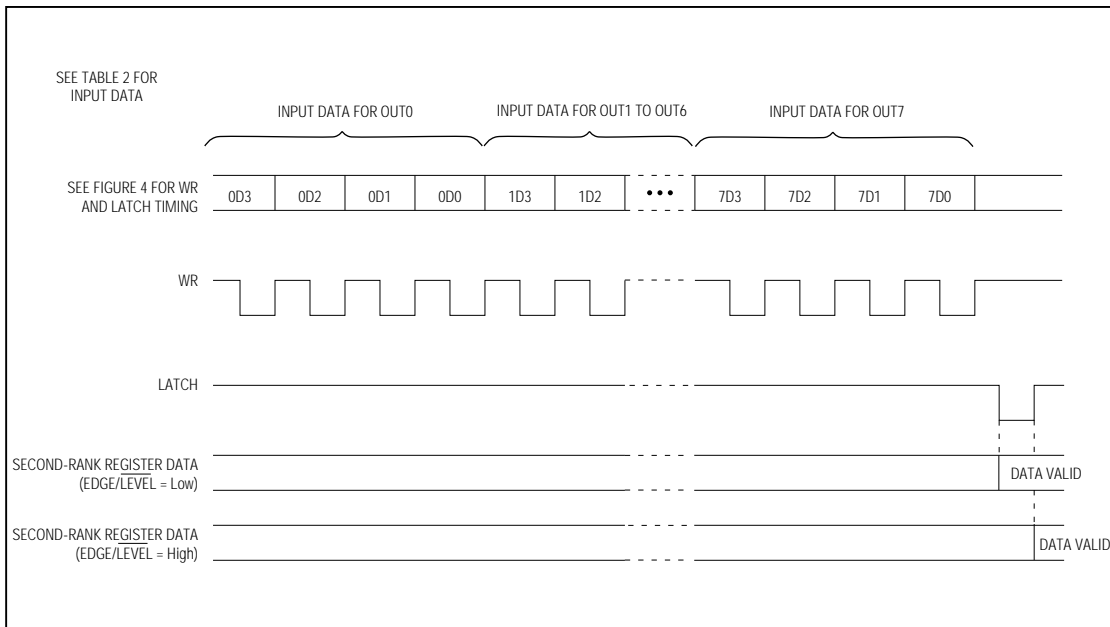 SEE TABLE 2 FOR
INPUT DATA
INPUT DATA FOR OUT0
INPUT DATA FOR OUT1 TO OUT6
INPUT DATA FOR OUT7
SEE FIGURE 4 FOR WR
AND LATCH TIMING
0D3 0D2 0D1 0D0 1D3 1D2 ••• 7D3 7D2 7D1 7D0
WR
LATCH
SECOND-RANK REGISTER DATA
(EDGE/LEVEL = Low)
DATA VALID
SECOND-RANK REGISTER DATA
(EDGE/LEVEL = High)
DATA VALID